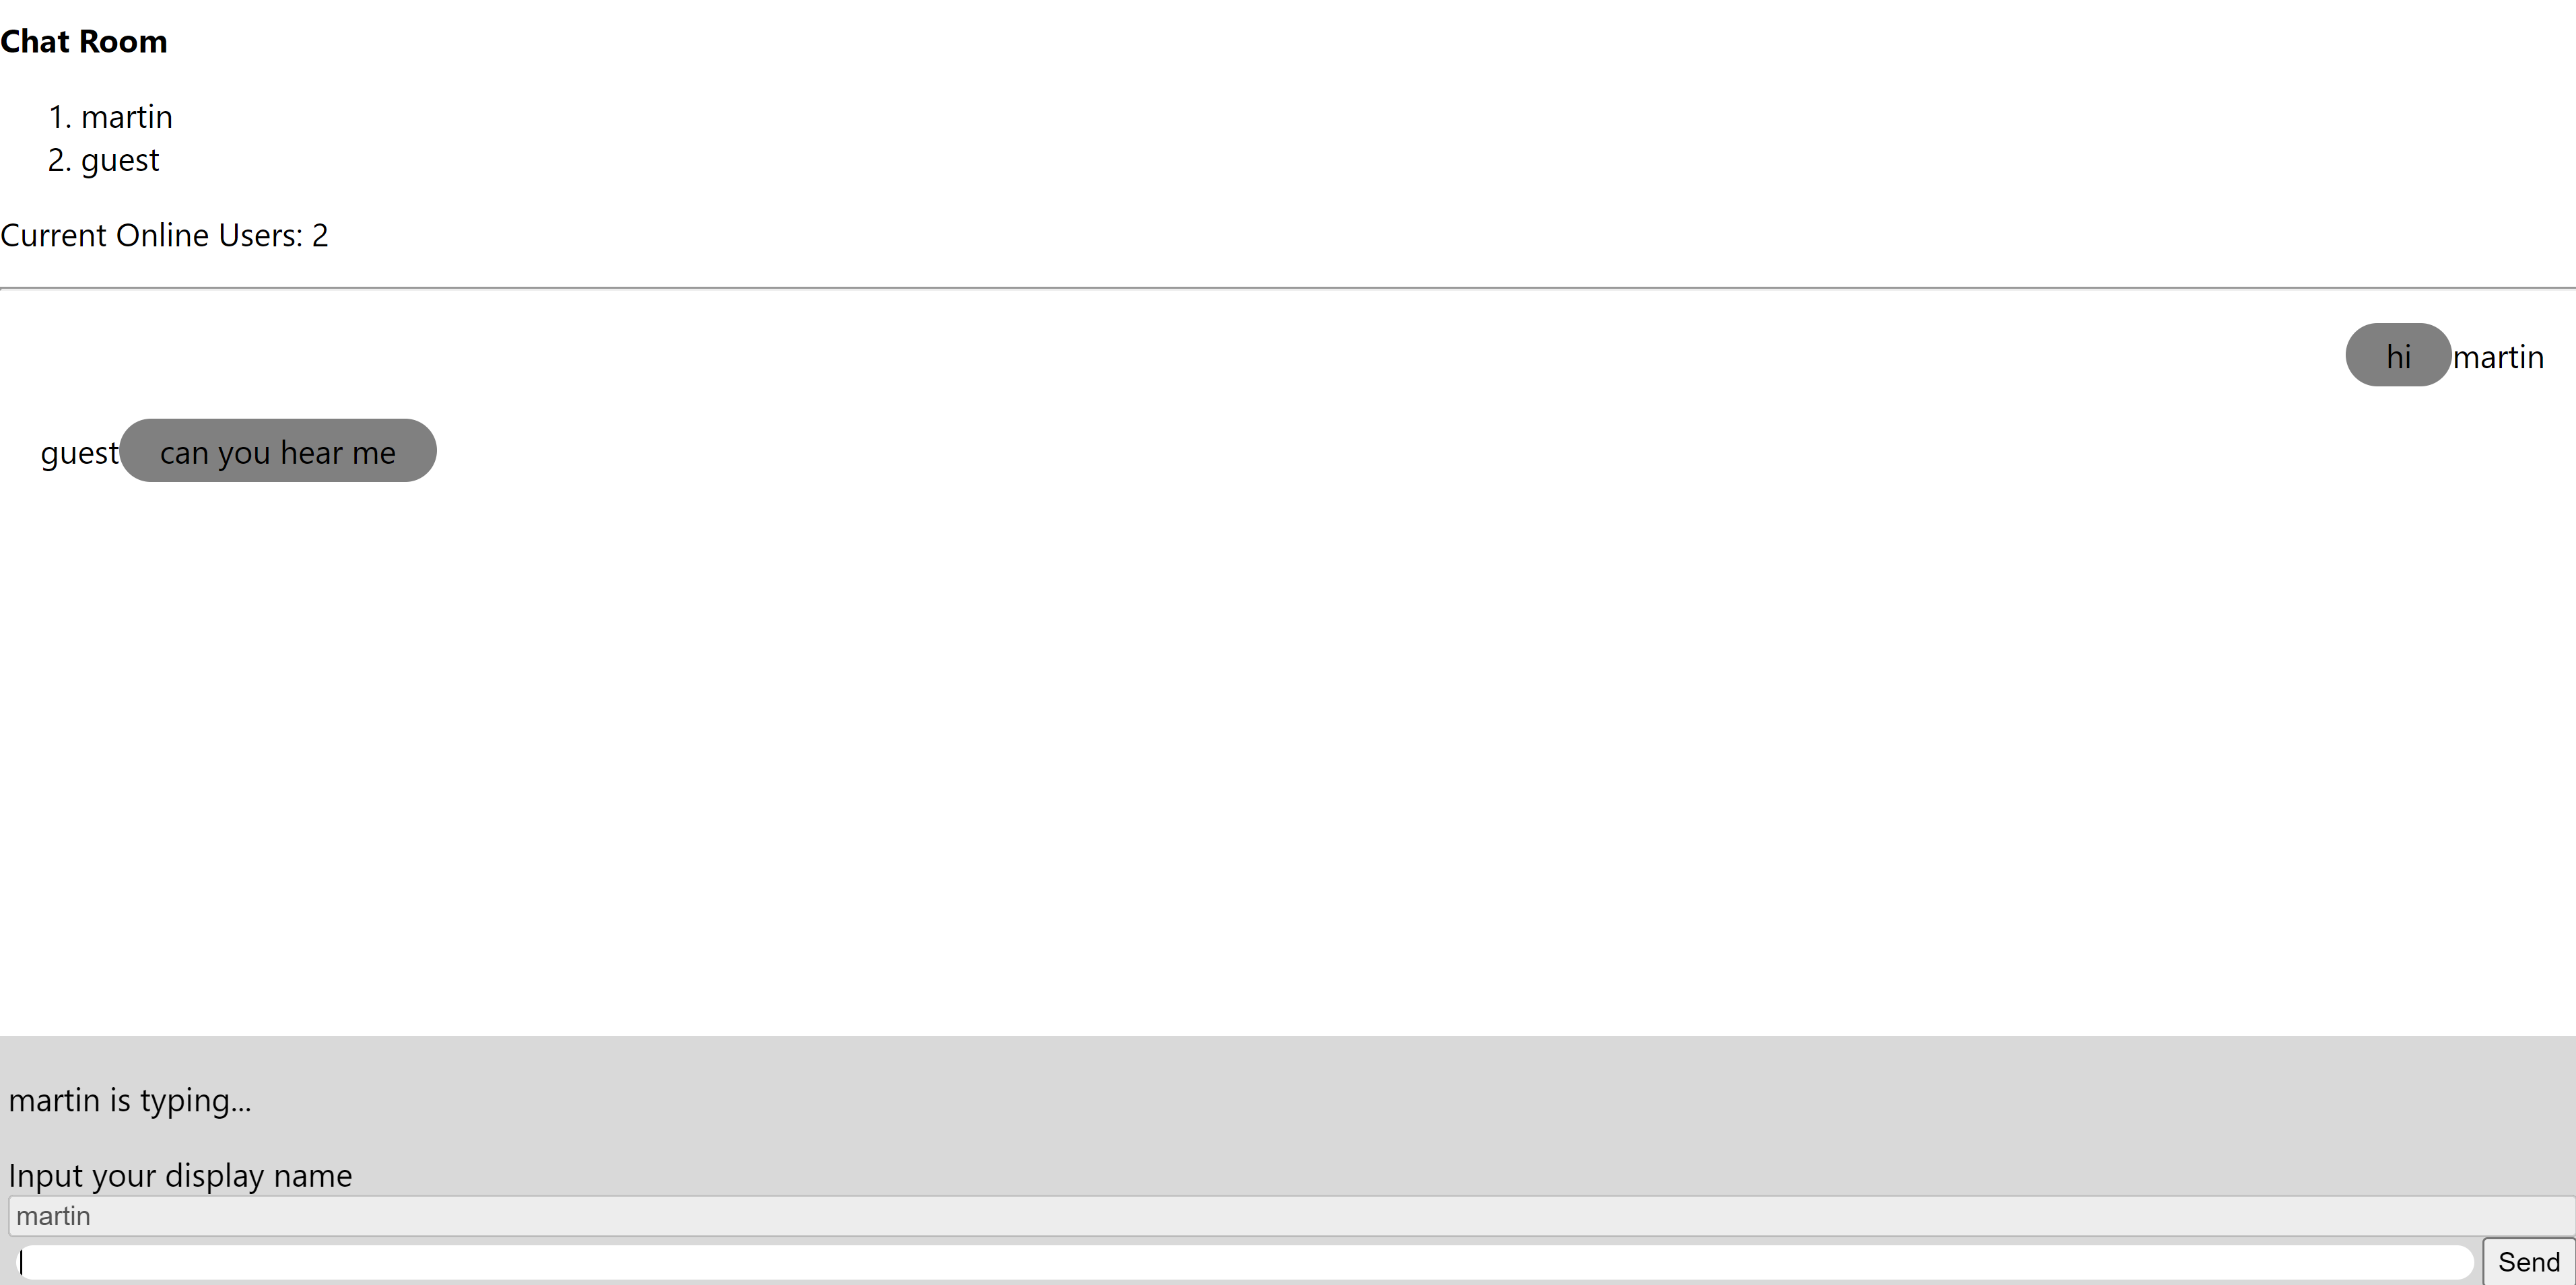 Chat Room
1. martin
2. guest
Current Online Users: 2
hi martin
guest can you hear me
martin is typing...
Input your display name
martin
Send